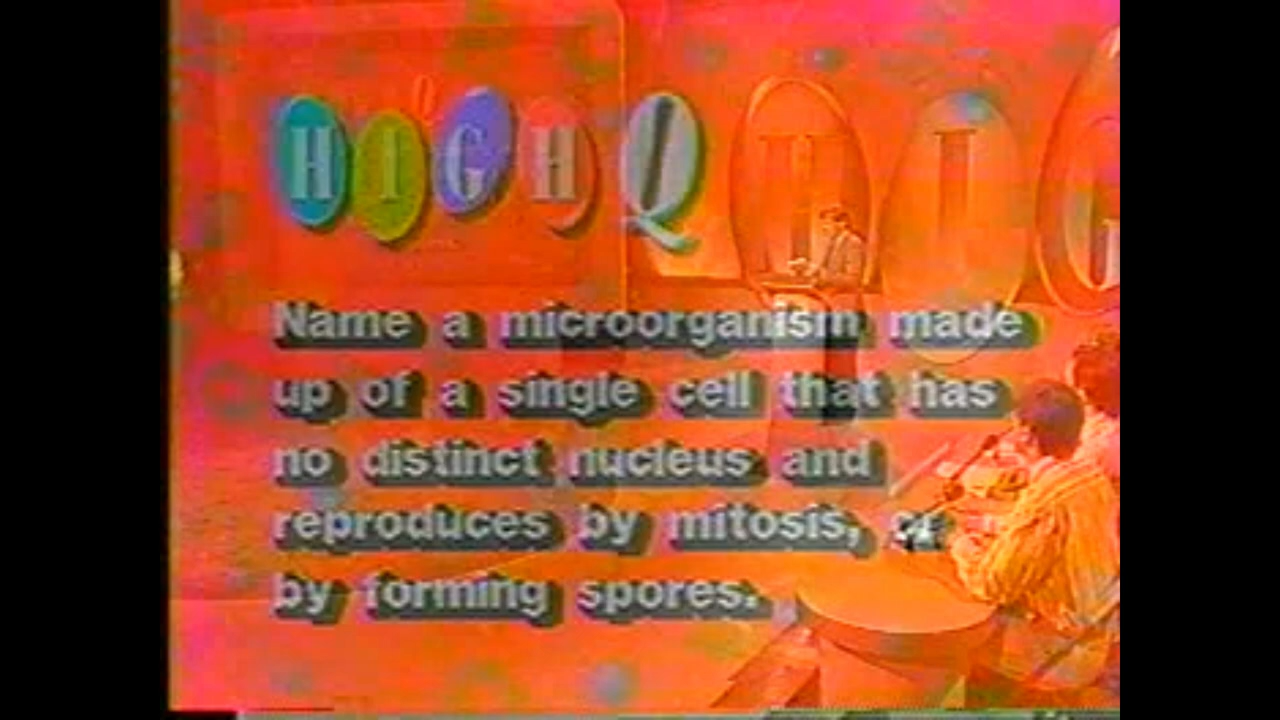 HIGH Q
HIG
Name a microorganism made
up of a single cell that has
no distinct nucleus and
reproduces by mitosis, or
by forming spores.